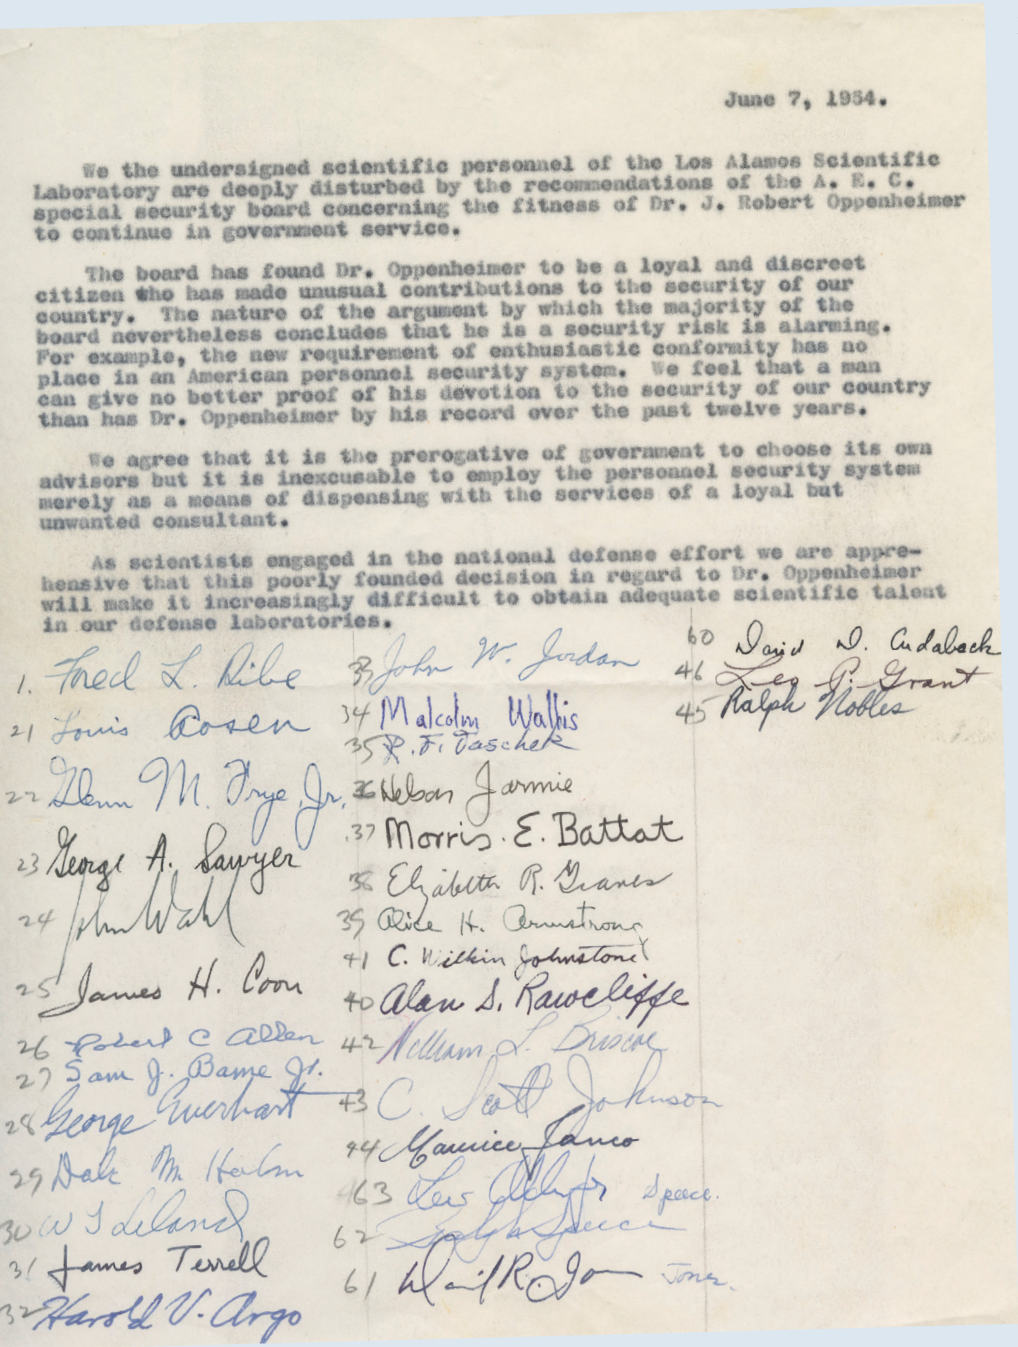 June 7, 1954.
We the undersigned scientific personnel of the Los Alamos Scientific
Laboratory are deeply disturbed by the recommendations of the A. E. C.
special security board concerning the fitness of Dr. J. Robert Oppenheimer
to continue in government service.
The board has found Dr. Oppenheimer to be a loyal and discreet
citizen who has made unusual contributions to the security of our
country. The nature of the argument by which the majority of the
board nevertheless concludes that he is a security risk is alarming.
For example, the new requirement of enthusiastic conformity has no
place in an American personnel security system. We feel that a man
can give no better proof of his devotion to the security of our country
than has Dr. Oppenheimer by his record over the past twelve years.
We agree that it is the prerogative of government to choose its own
advisors but it is inexcusable to employ the personnel security system
merely as a means of dispensing with the services of a loyal but
unwanted consultant.
As scientists engaged in the national defense effort we are appre-
hensive that this poorly founded decision in regard to Dr. Oppenheimer
will make it increasingly difficult to obtain adequate scientific talent
in our defense laboratories.
1. Fred L. Ribe
21 Louis Rosen
22 Glenn M. Frye, Jr.
23 George A. Sawyer
24 John Wahl
25 James H. Coon
26 Robert C Allen
27 Sam J. Bame Jr.
28 George Everhart
29 Dale M. Holm
30 W T Leland
31 James Terrell
32 Harold V. Argo
33 John W. Jordan
34 Malcolm Wallis
35 R. F. Taschek
36 Nelson Jarmie
37 Morris E. Battat
38 Elizabeth R. Graves
39 Alice H. Armstrong
41 C. Wilkin Johnstone
40 Alan S. Rawcliffe
42 William L. Briscoe
43 C. Scott Johnson
44 Maurice
63
Spece.
62
61 David R. Jones.
60 David D. Cudaback
46 Leo P. Grant
45 Ralph Nobles